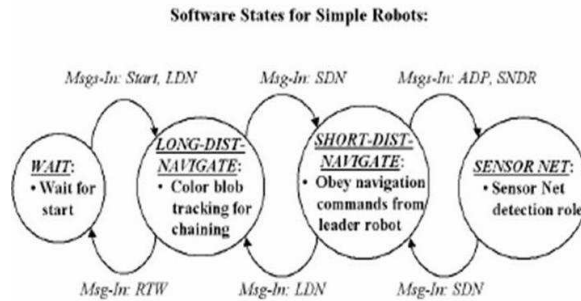 Software States for Simple Robots:
Msgs-In: Start, LDN
Msg-In: SDN
Msgs-In: ADP, SNDR
WAIT:
• Wait for
start
LONG-DIST-
NAVIGATE:
• Color blob
tracking for
chaining
SHORT-DIST-
NAVIGATE:
• Obey navigation
commands from
leader robot
SENSOR NET:
• Sensor Net
detection role
Msg-In: RTW
Msg-In: LDN
Msg-In: SDN